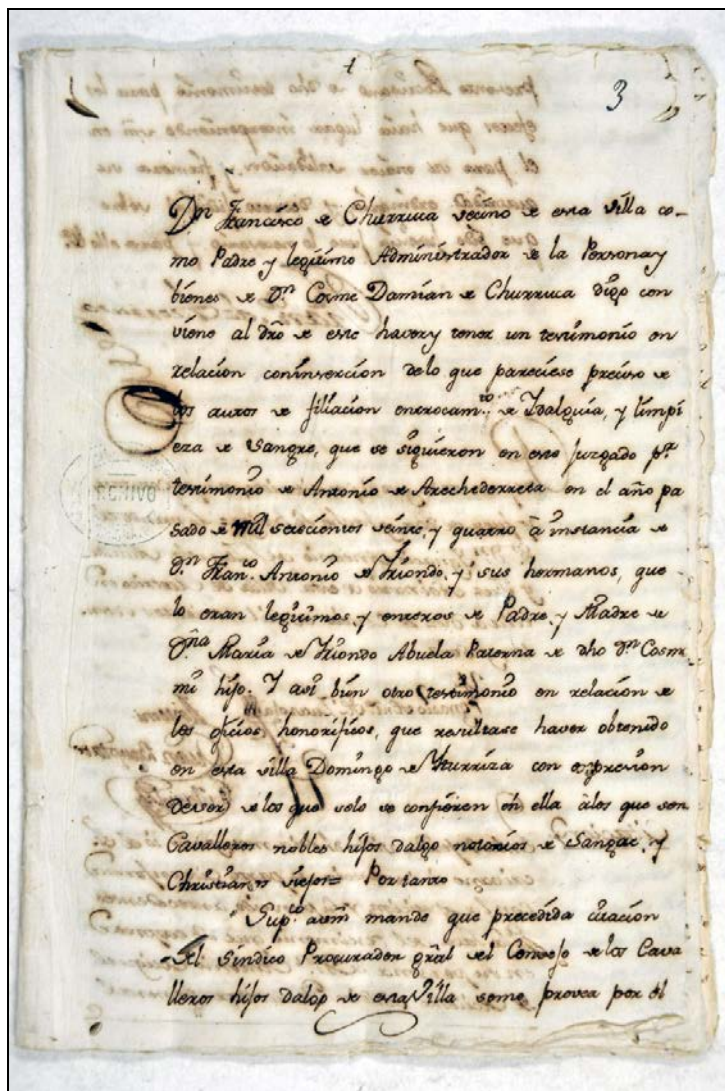 3
Dn Francisco de Churruca vecino de esta villa co-
mo Padre y legitimo Administrador de la Persona y
bienes de Dn Cosme Damian de Churruca digo con
viene al dro de este haver y tener un testimonio en
relacion con inserccion de lo que pareciese preciso de
los autos de filiacion entrocamto de Idalguia, y limpi
eza de Sangre, que se siguieron en este juzgado pr
testimonio de Antonio de Arechederreta en el año pa
sado de mil setecientos veinte, y quatro à instancia de
Dn Franco Antonio de Iriondo, y sus hermanos, que
lo eran legitimos, y enteros de Padre, y Madre de
Dña Maria de Iriondo Abuela Paterna de dho Dn Cosme
mi hijo. Y asi bien otro testimonio en relacion de
los oficios, honorificos, que resultase haver obtenido
en esta villa Domingo de Yturriza con expresion
de ser de los que solo se confieren en ella à los que son
Cavalleros nobles hijos dalgo notorios de Sangre, y
Christianos viejos= Por tanto
Supco avm mande que precedida citacion
del Sindico Procurador gral del Consejo de los Cava
lleros hijos dalgo de esta Villa seme provea por el